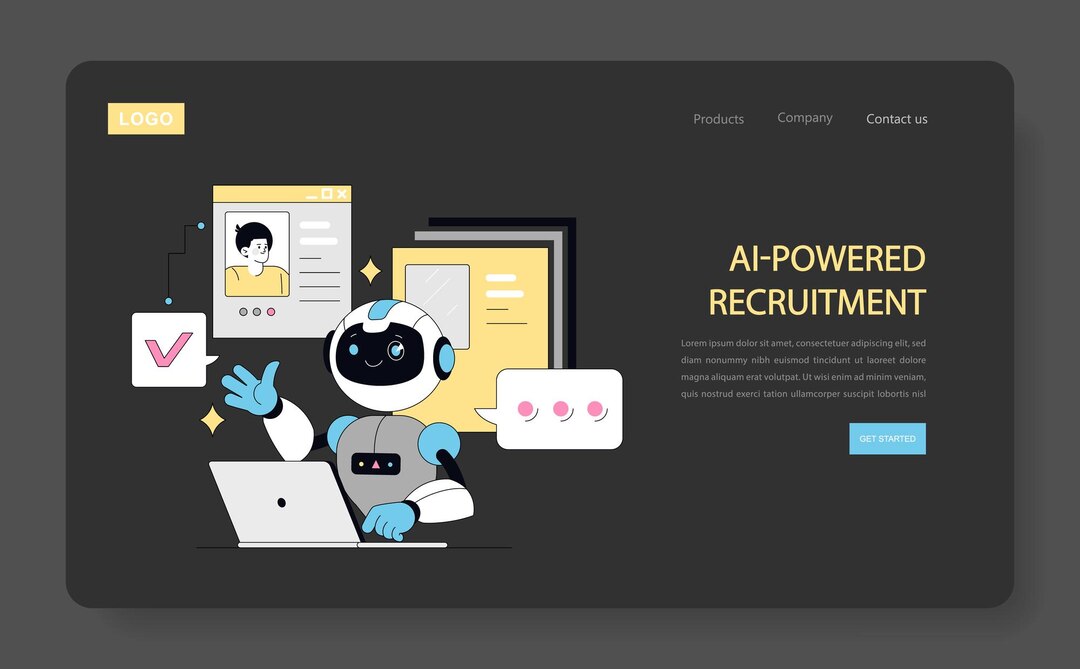 LOGO
Products Company Contact us
AI-POWERED
RECRUITMENT
Lorem ipsum dolor sit amet, consectetuer adipiscing elit, sed
diam nonummy nibh euismod tincidunt ut laoreet dolore
magna aliquam erat volutpat. Ut wisi enim ad minim veniam,
quis nostrud exerci tation ullamcorper suscipit lobortis nisl
GET STARTED